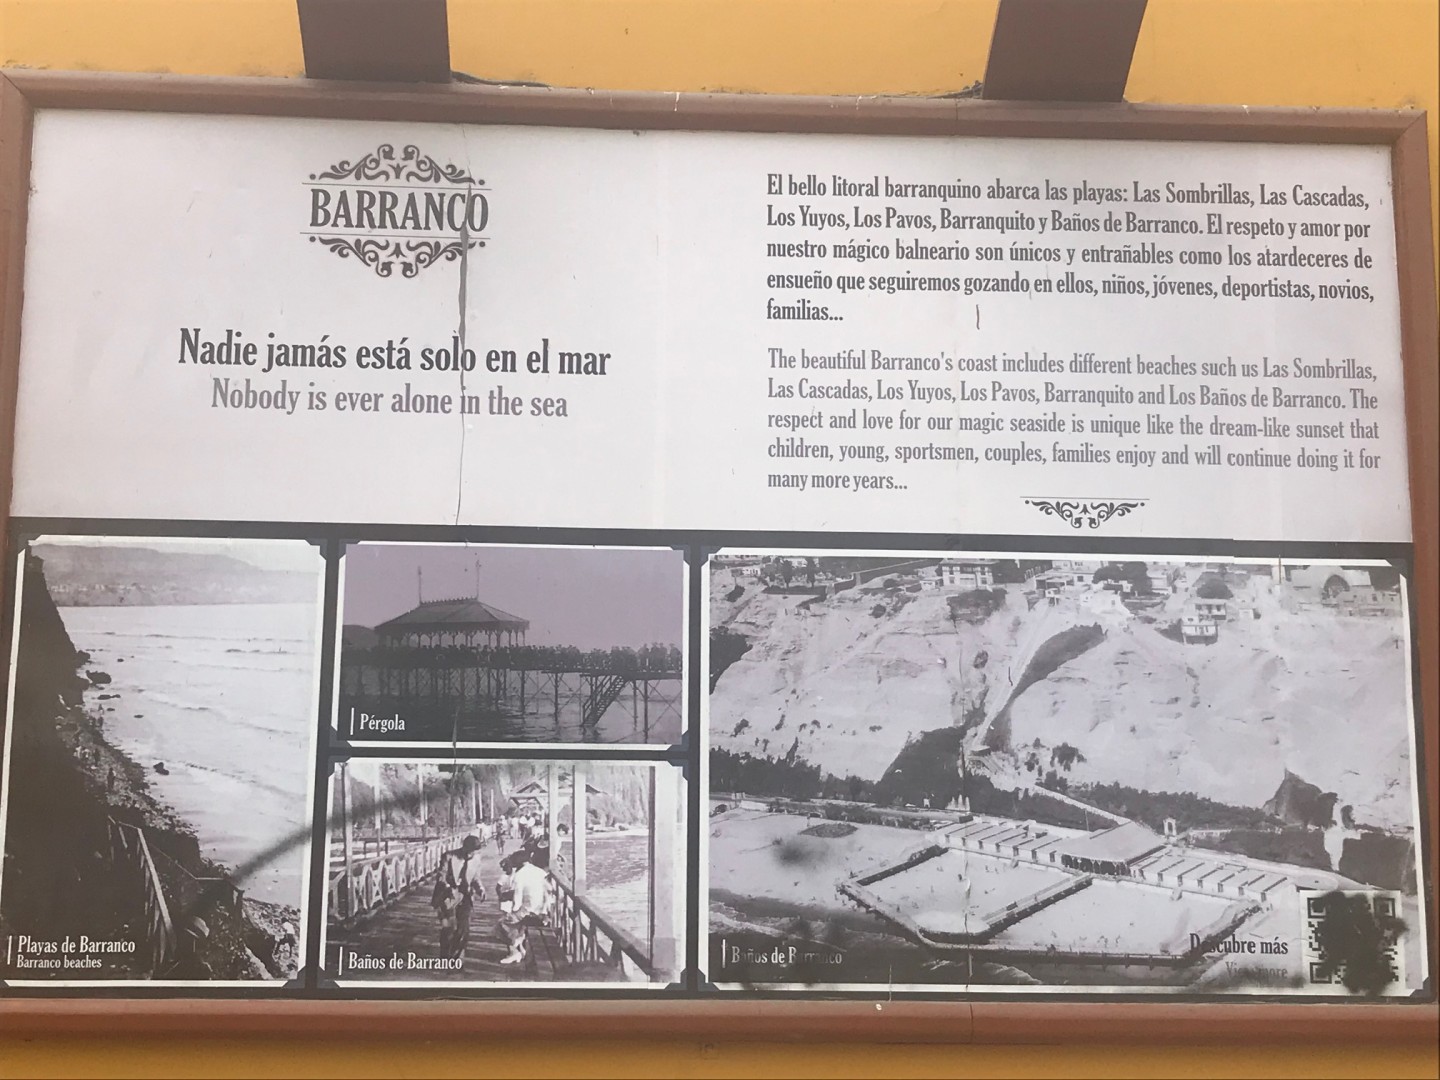 BARRANCO
Nadie jamás está solo en el mar
Nobody is ever alone in the sea
El bello litoral barranquino abarca las playas: Las Sombrillas, Las Cascadas,
Los Yuyos, Los Pavos, Barranquito y Baños de Barranco. El respeto y amor por
nuestro mágico balneario son únicos y entrañables como los atardeceres de
ensueño que seguiremos gozando en ellos, niños, jóvenes, deportistas, novios,
familias...
The beautiful Barranco's coast includes different beaches such us Las Sombrillas,
Las Cascadas, Los Yuyos, Los Pavos, Barranquito and Los Baños de Barranco. The
respect and love for our magic seaside is unique like the dream-like sunset that
children, young, sportsmen, couples, families enjoy and will continue doing it for
many more years...
Pérgola
Playas de Barranco
Barranco beaches
Baños de Barranco
Baños de Barranco
Descubre más
View more